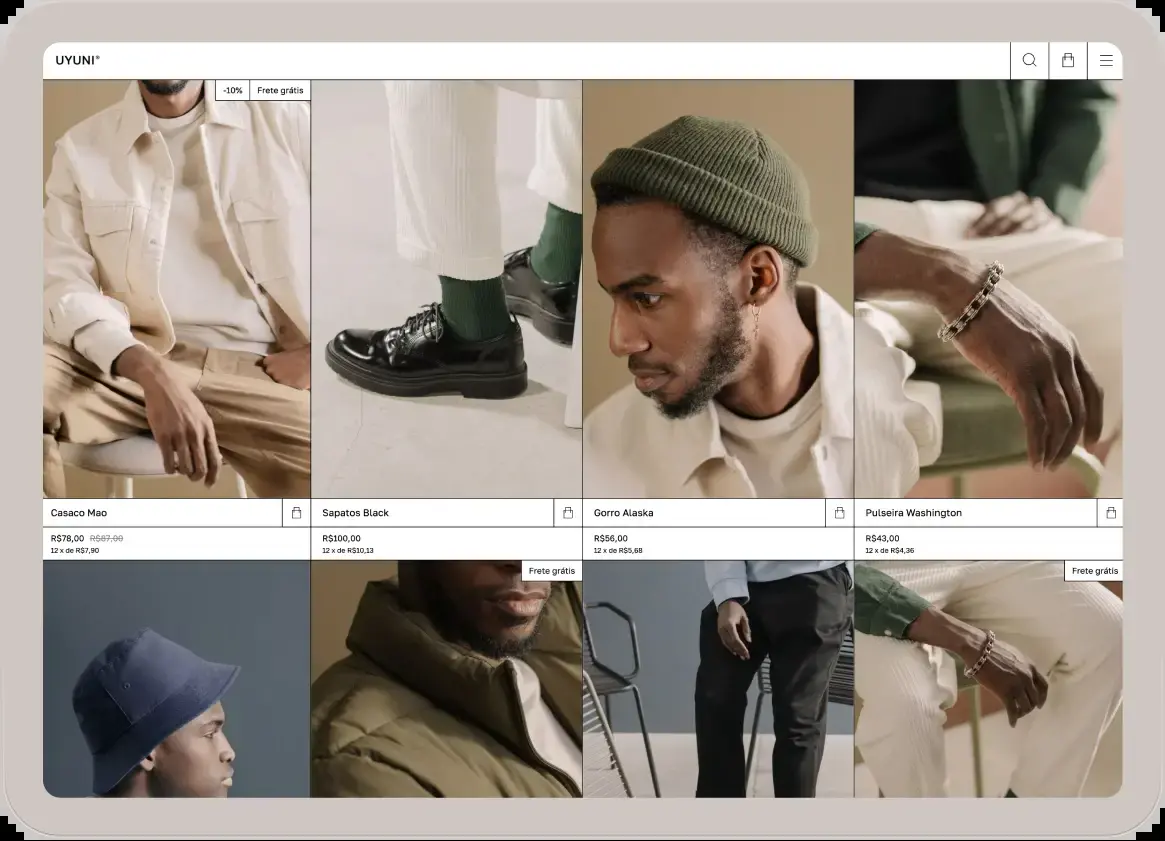 UYUNI®
-10% Frete grátis
Casaco Mao
R$78,00 R$87,00
12 x de R$7,90
Sapatos Black
R$100,00
12 x de R$10,13
Gorro Alaska
R$56,00
12 x de R$5,68
Pulseira Washington
R$43,00
12 x de R$4,36
Frete grátis
Frete grátis